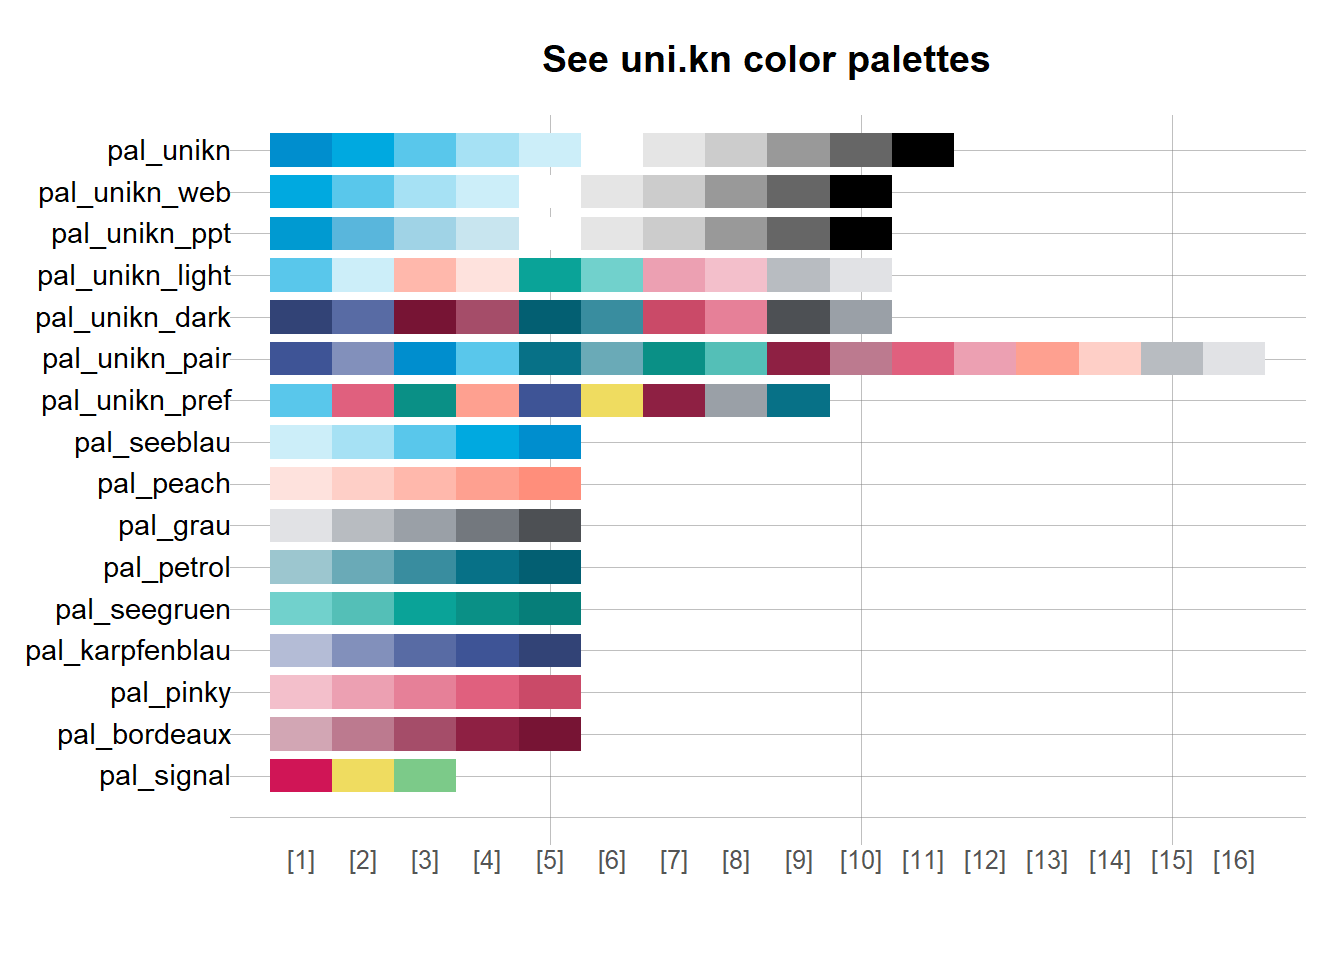 See uni.kn color palettes
pal_unikn
pal_unikn_web
pal_unikn_ppt
pal_unikn_light
pal_unikn_dark
pal_unikn_pair
pal_unikn_pref
pal_seeblau
pal_peach
pal_grau
pal_petrol
pal_seegruen
pal_karpfenblau
pal_pinky
pal_bordeaux
pal_signal
[1] [2] [3] [4] [5] [6] [7] [8] [9] [10] [11] [12] [13] [14] [15] [16]